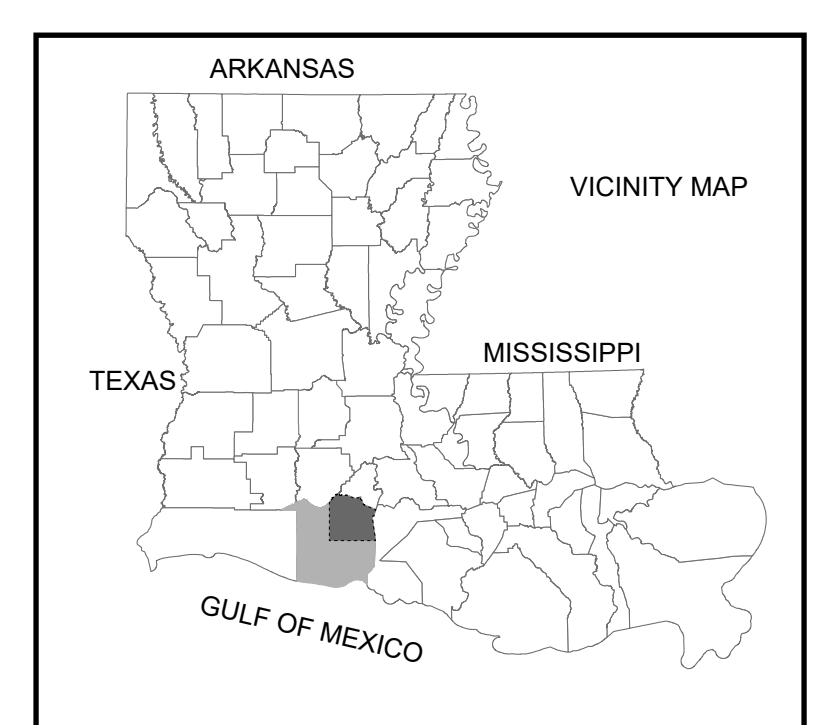 ARKANSAS
VICINITY MAP
MISSISSIPPI
TEXAS
GULF OF MEXICO